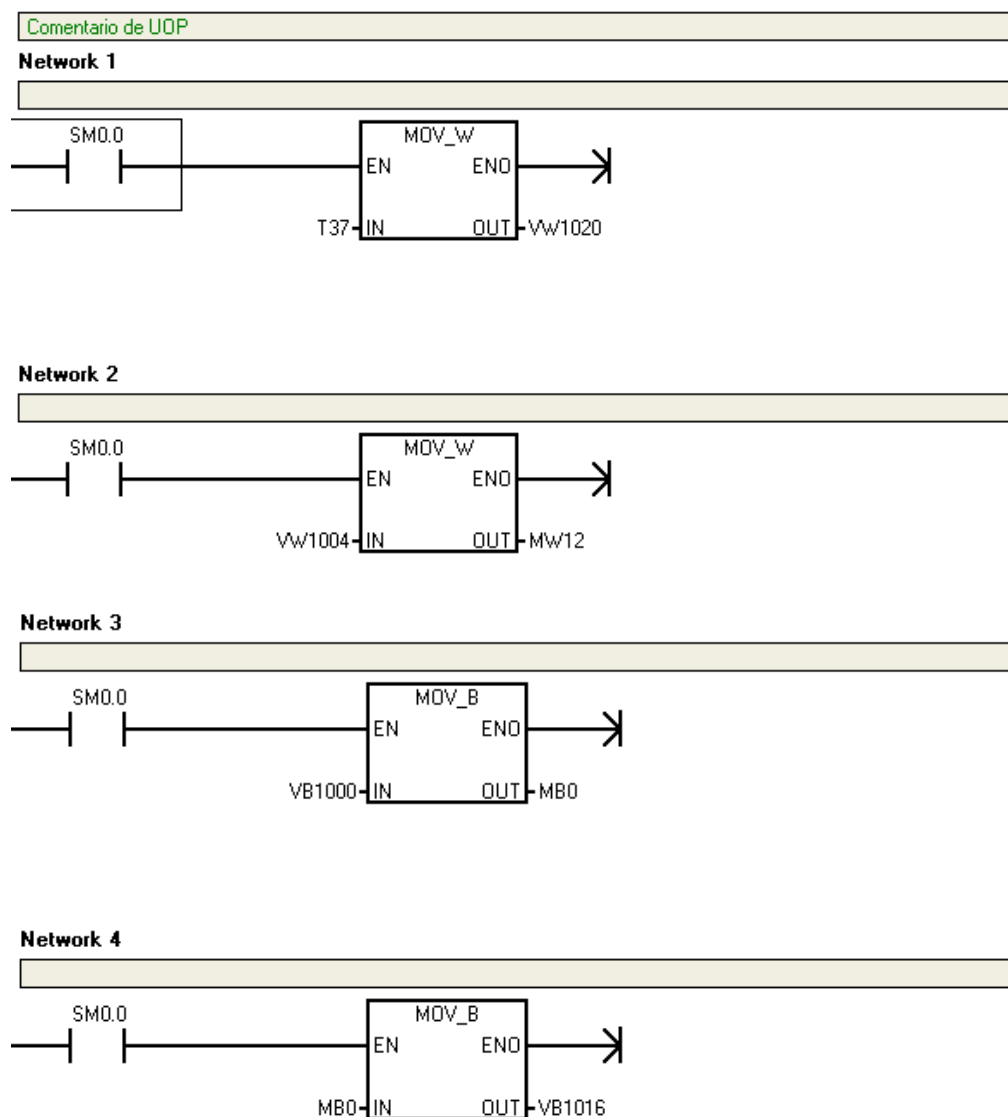 Comentario de UOP
Network 1
SM0.0
MOV_W
EN ENO
T37 IN OUT VW1020
Network 2
SM0.0
MOV_W
EN ENO
VW1004 IN OUT MW12
Network 3
SM0.0
MOV_B
EN ENO
VB1000 IN OUT MB0
Network 4
SM0.0
MOV_B
EN ENO
MB0 IN OUT VB1016